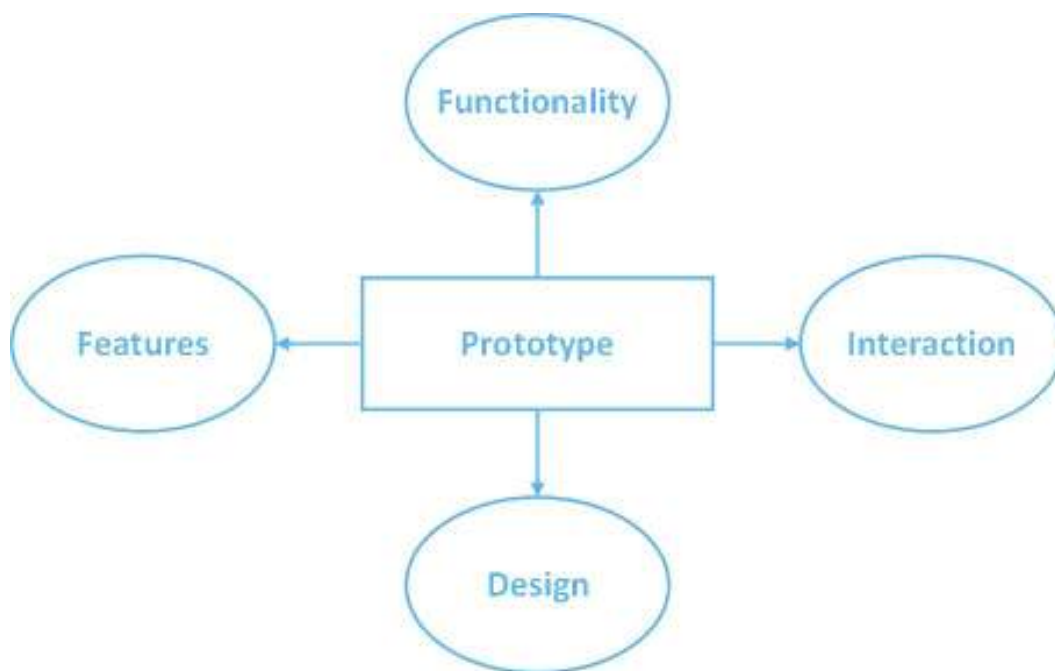 Functionality
Features
Prototype
Interaction
Design